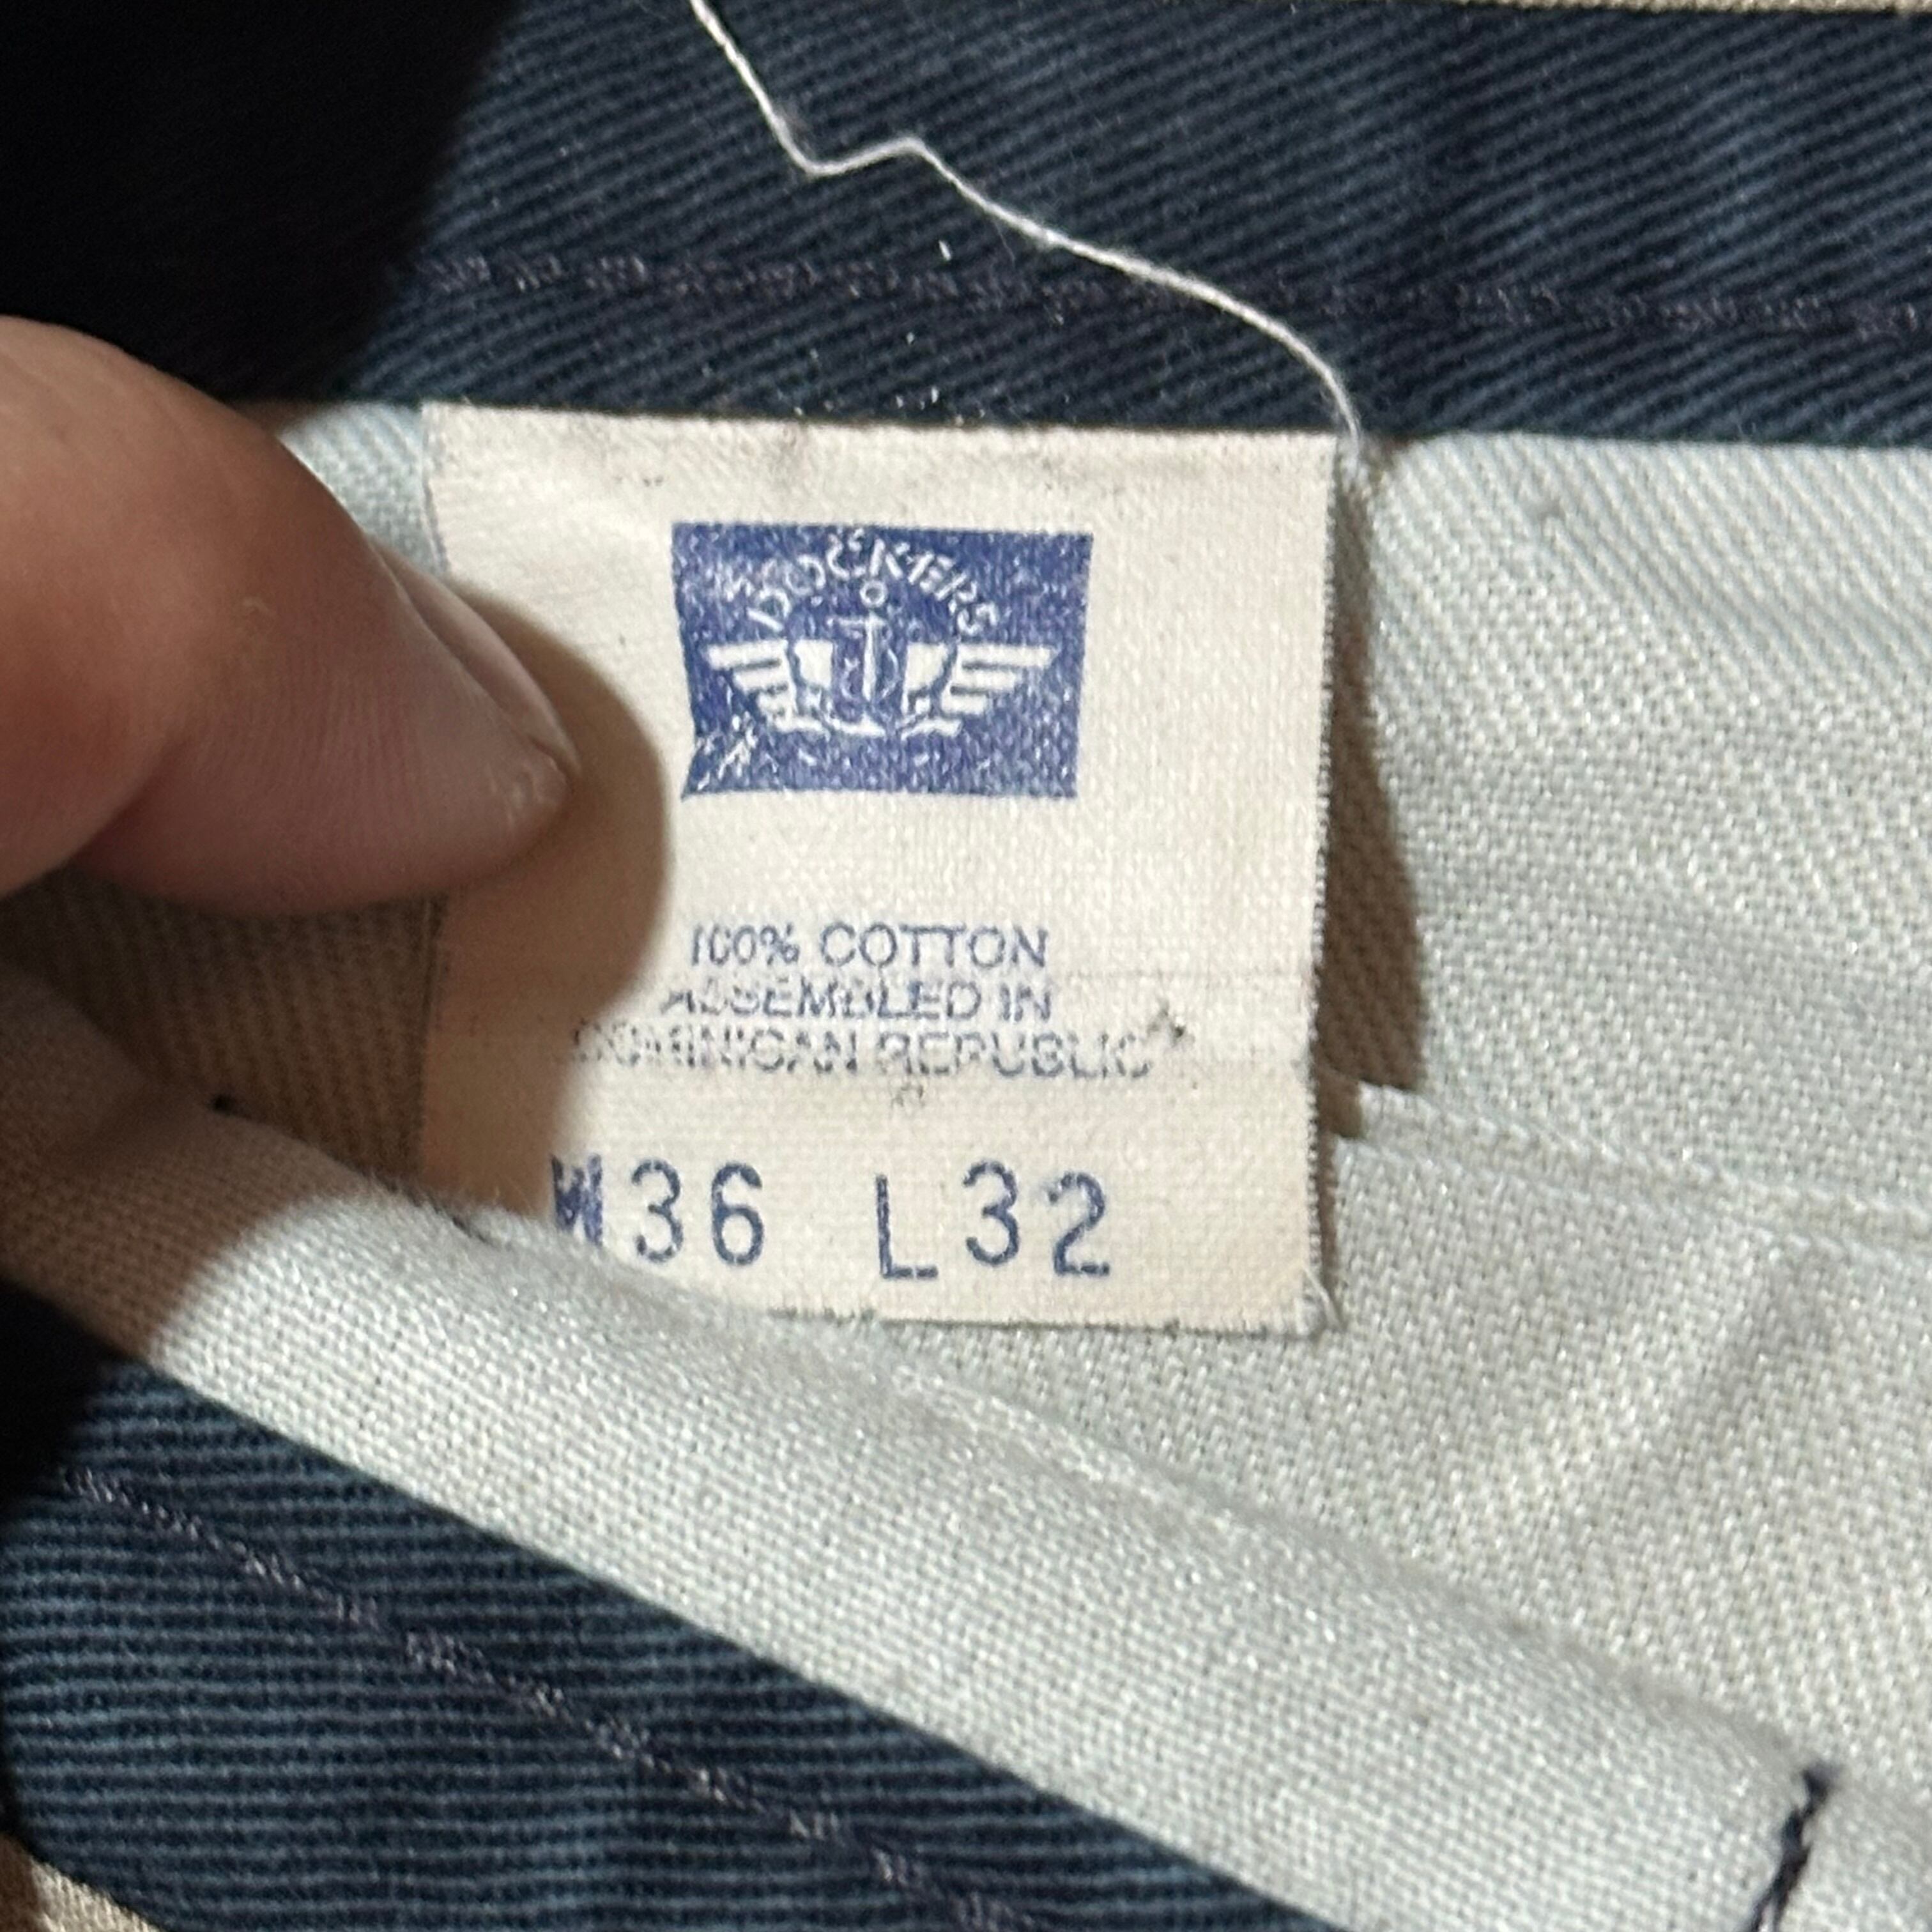 DOCKERS
100% COTTON
ASSEMBLED IN
DOMINICAN REPUBLIC
W36 L32